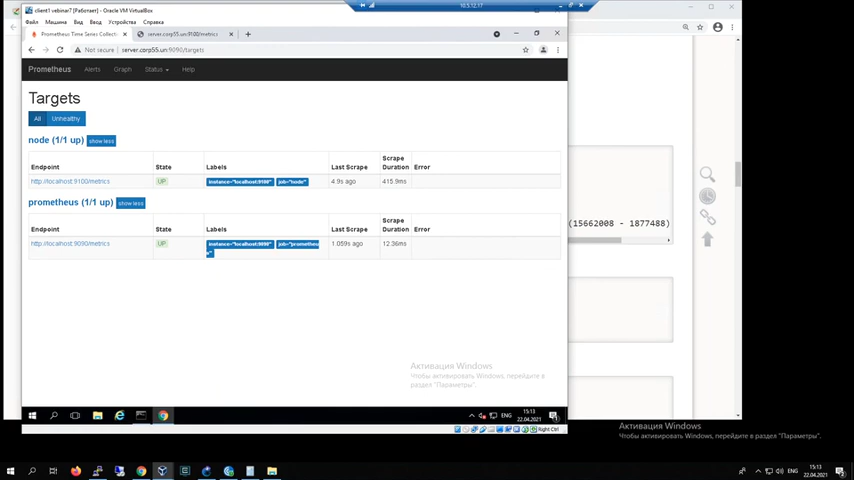 10.5.12.17
client1 vebinar7 [Работает] - Oracle VM VirtualBox
Файл Машина Вид Ввод Устройства Справка
Prometheus Time Series Collecti
server.corp55.un:9100/metrics
Not secure | server.corp55.un:9090/targets
Prometheus Alerts Graph Status Help
Targets
All Unhealthy
node (1/1 up) show less
Endpoint State Labels Last Scrape Scrape Duration Error
http://localhost:9100/metrics UP instance="localhost:9100" job="node" 4.9s ago 415.9ms
prometheus (1/1 up) show less
Endpoint State Labels Last Scrape Scrape Duration Error
http://localhost:9090/metrics UP instance="localhost:9090" job="prometheus" 1.059s ago 12.36ms
(15662008 - 1877488)
Активация Windows
Чтобы активировать Windows, перейдите в
раздел "Параметры".
ENG 15:13
22.04.2021
Right Ctrl
Активация Windows
Чтобы активировать Windows, перейдите в раздел "Параметры".
ENG 15:13
22.04.2021